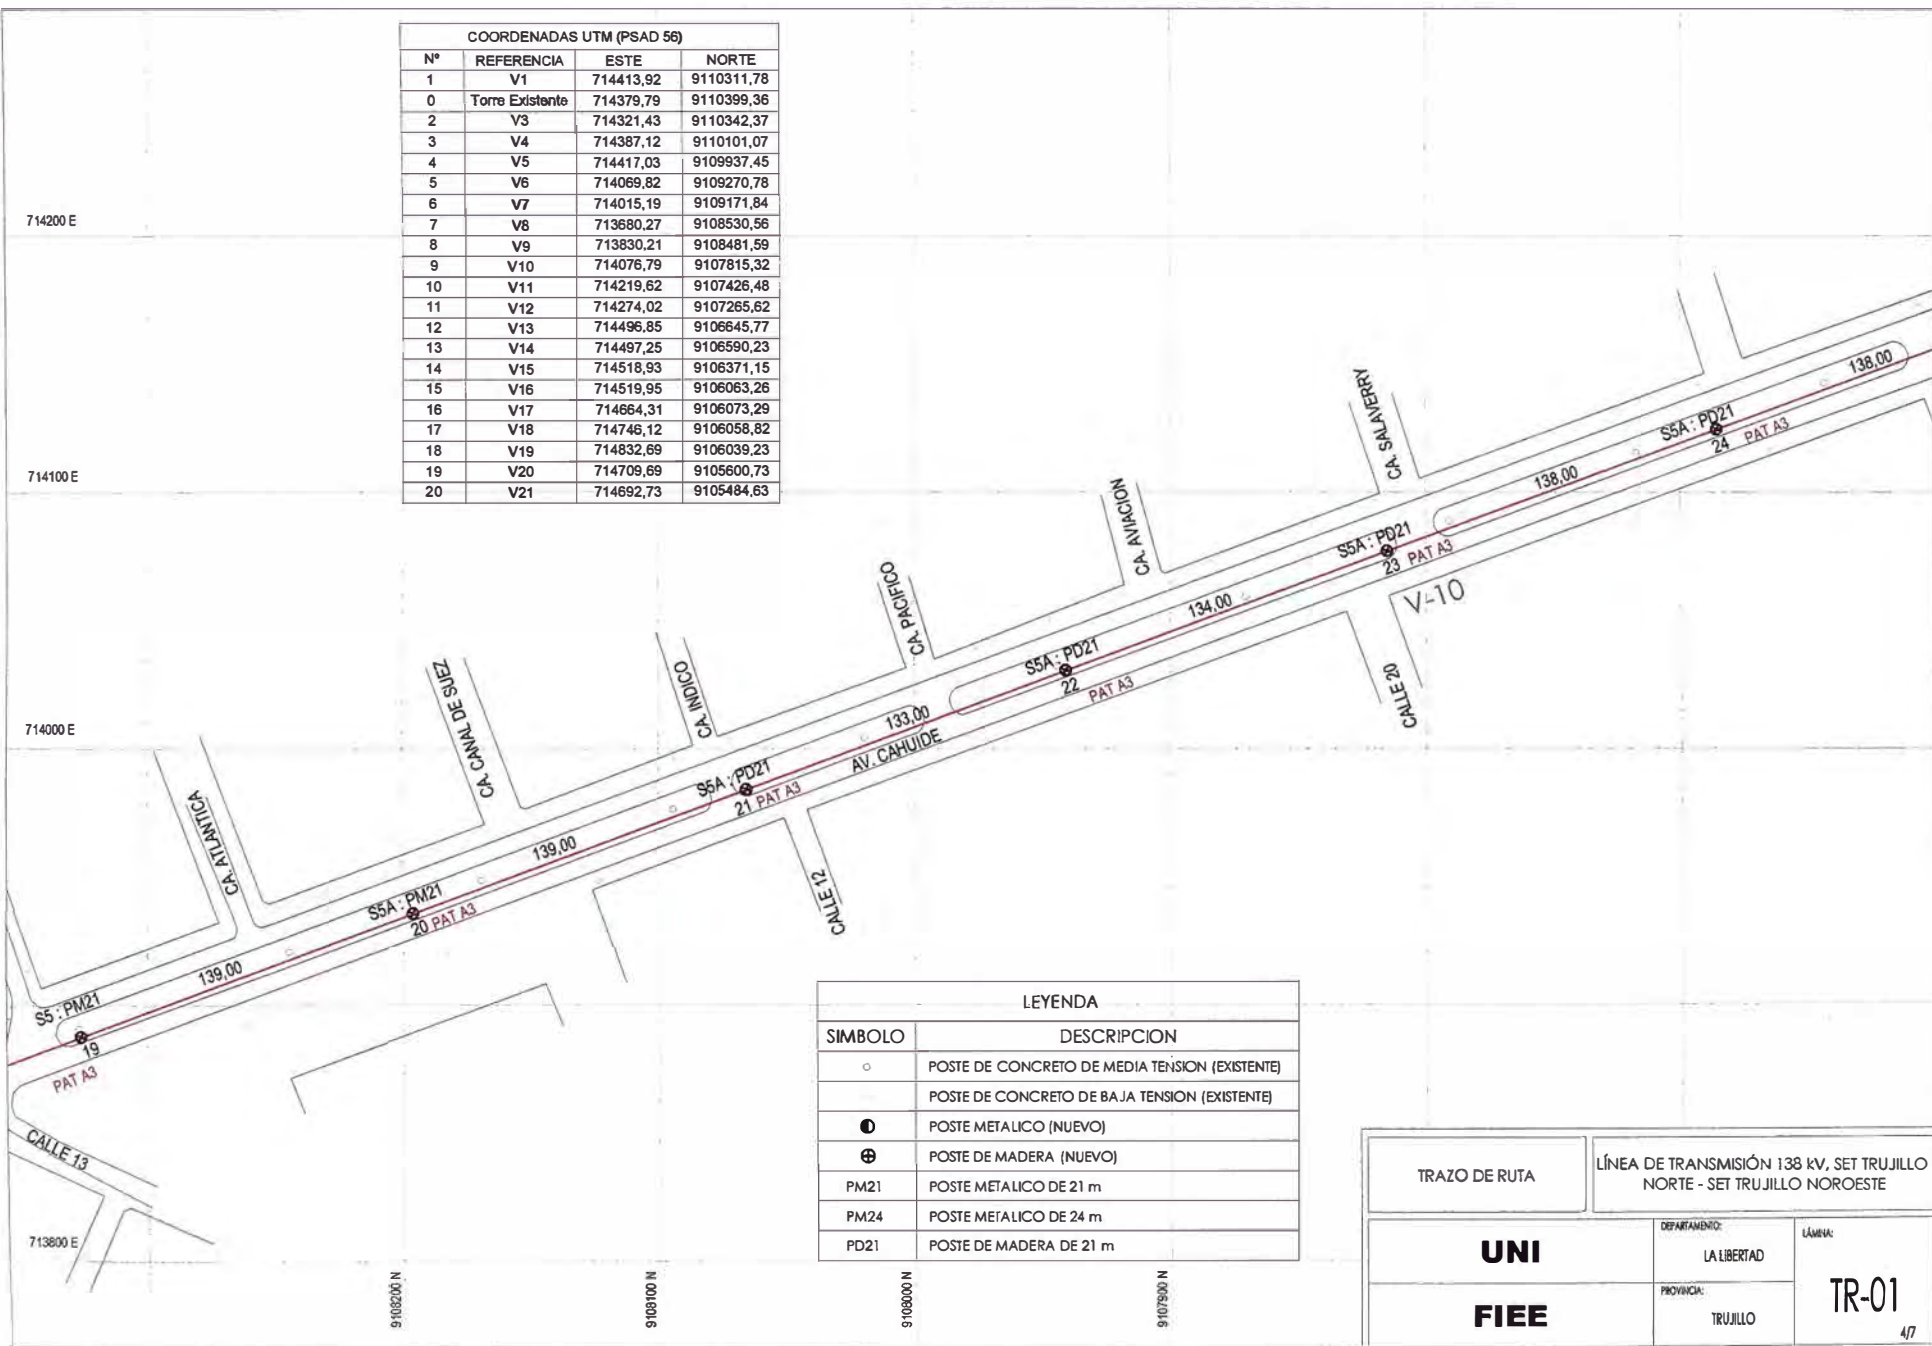 COORDENADAS UTM (PSAD 56)
Nº REFERENCIA ESTE NORTE
1 V1 714413,92 9110311,78
0 Torre Existente 714379,79 9110399,36
2 V3 714321,43 9110342,37
3 V4 714387,12 9110101,07
4 V5 714417,03 9109937,45
5 V6 714069,82 9109270,78
6 V7 714015,19 9109171,84
7 V8 713680,27 9108530,56
8 V9 713830,21 9108481,59
9 V10 714076,79 9107815,32
10 V11 714219,62 9107426,48
11 V12 714274,02 9107265,62
12 V13 714496,85 9106645,77
13 V14 714497,25 9106590,23
14 V15 714518,93 9106371,15
15 V16 714519,95 9106063,26
16 V17 714664,31 9106073,29
17 V18 714746,12 9106058,82
18 V19 714832,69 9106039,23
19 V20 714709,69 9105600,73
20 V21 714692,73 9105484,63
714200 E
714100 E
714000 E
713800 E
138,00
S5A : PD21
24 PAT A3
138,00
CA. SALAVERRY
S5A : PD21
23 PAT A3
V-10
CALLE 20
134,00
CA. AVIACION
CA. PACIFICO
S5A : PD21
22
PAT A3
133,00
AV. CAHUIDE
CA. INDICO
S5A : PD21
21 PAT A3
CALLE 12
CA. CANAL DE SUEZ
139,00
S5A : PM21
20 PAT A3
CA. ATLANTICA
139,00
S5 : PM21
19
PAT A3
CALLE 13
LEYENDA
SIMBOLO DESCRIPCION
POSTE DE CONCRETO DE MEDIA TENSION (EXISTENTE)
POSTE DE CONCRETO DE BAJA TENSION (EXISTENTE)
POSTE METALICO (NUEVO)
POSTE DE MADERA (NUEVO)
PM21 POSTE METALICO DE 21 m
PM24 POSTE METALICO DE 24 m
PD21 POSTE DE MADERA DE 21 m
9108200 N
9108100 N
9108000 N
9107900 N
TRAZO DE RUTA
LÍNEA DE TRANSMISIÓN 138 kV, SET TRUJILLO
NORTE - SET TRUJILLO NOROESTE
UNI
FIEE
DEPARTAMENTO:
LA LIBERTAD
PROVINCIA:
TRUJILLO
LÁMINA:
TR-01
4/7